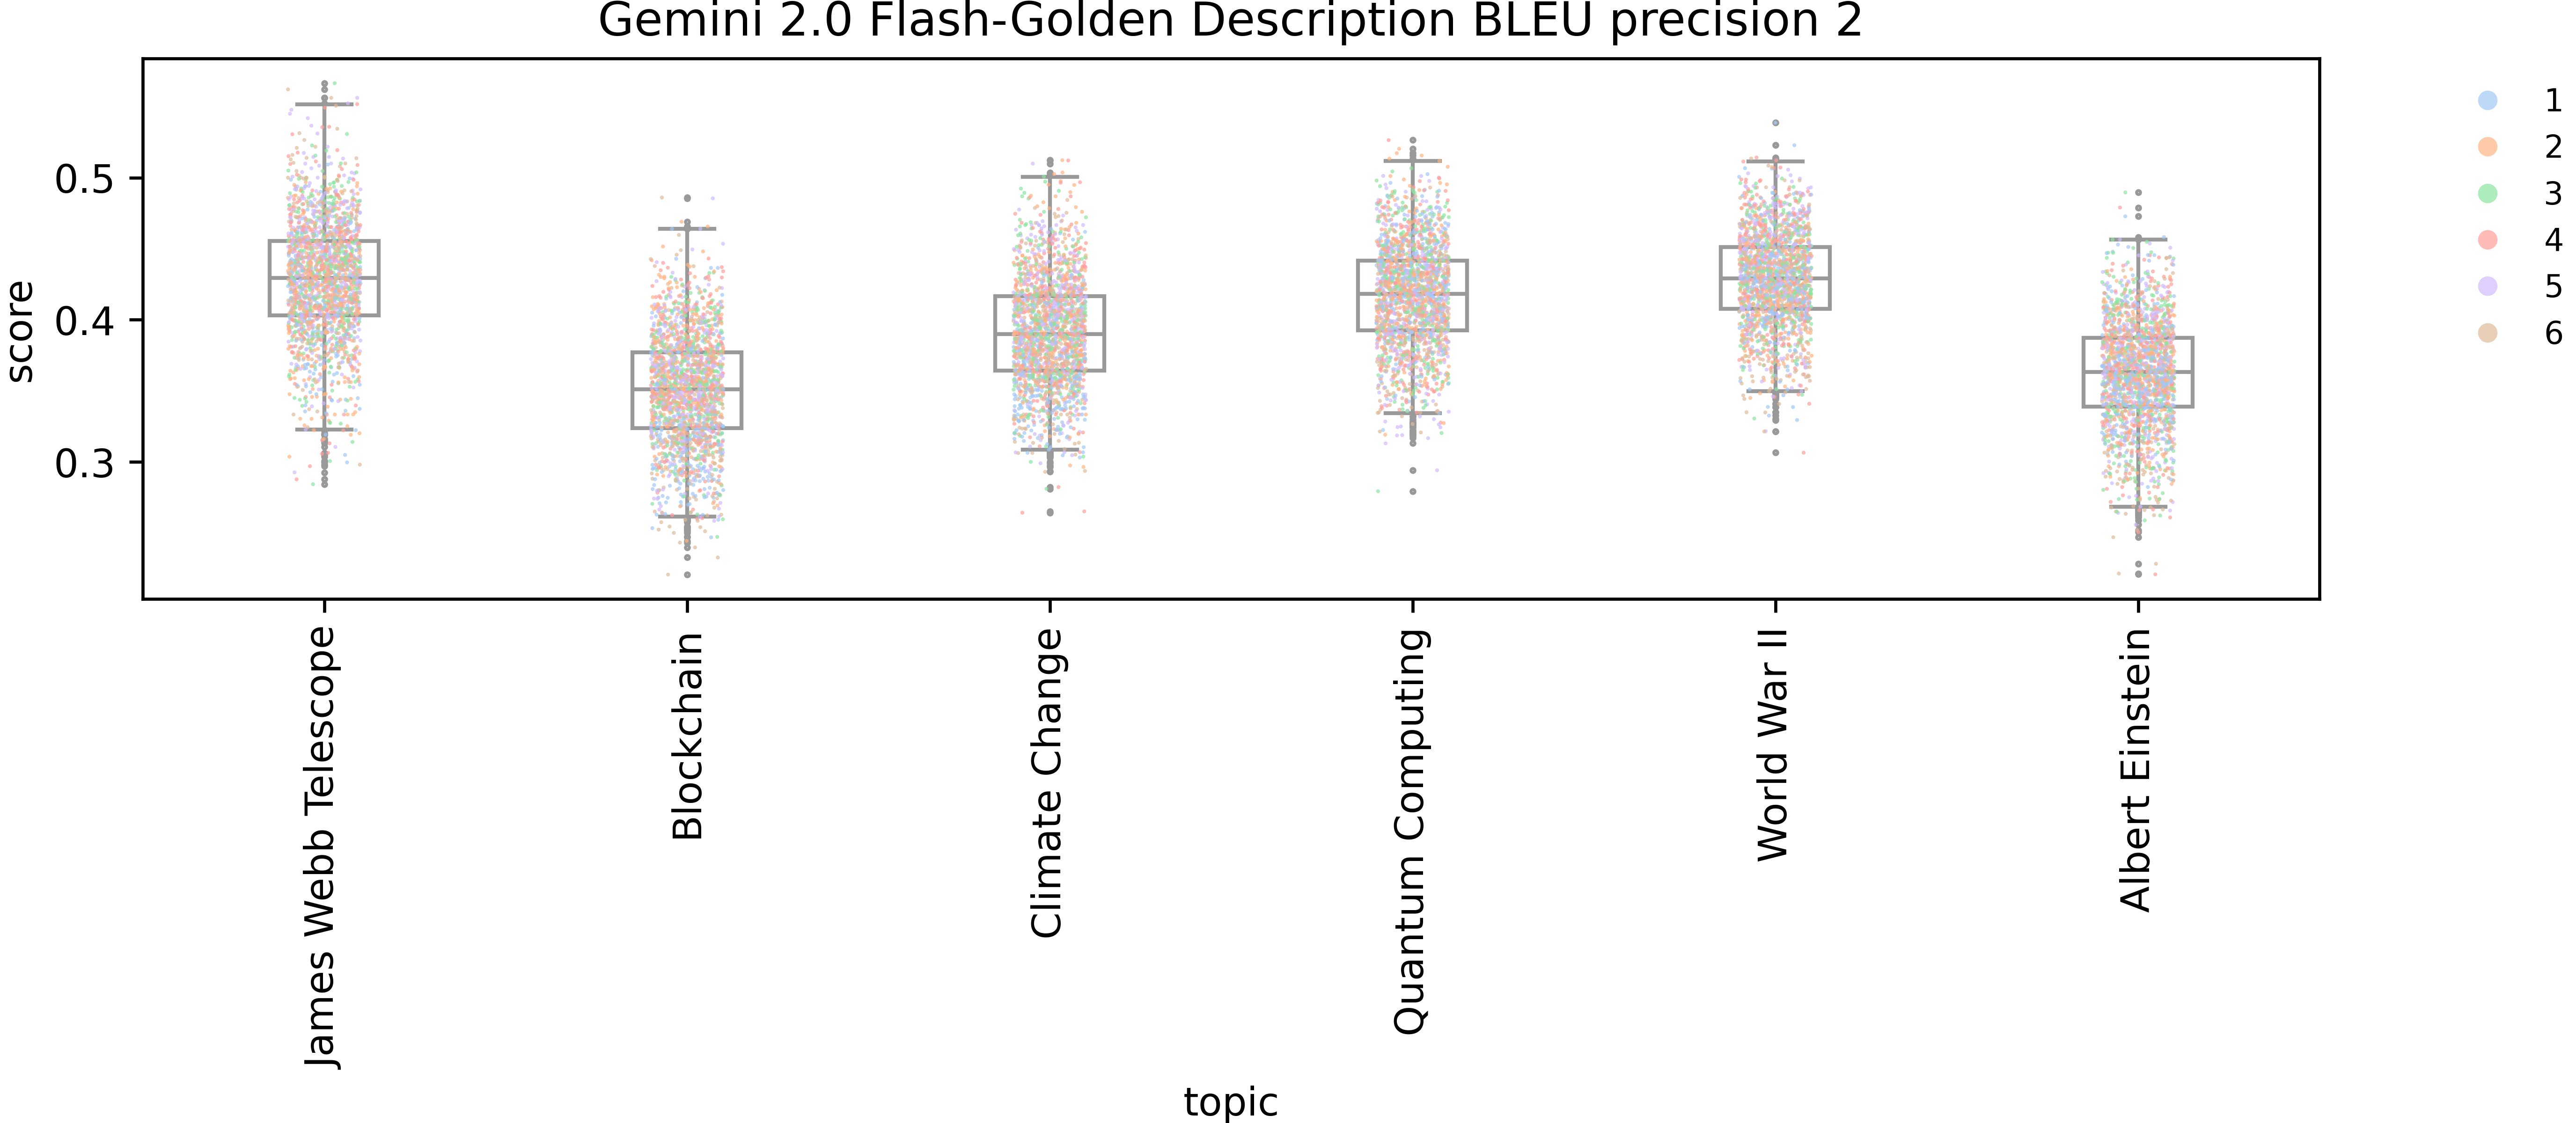 Gemini 2.0 Flash-Golden Description BLEU precision 2
score
0.5
0.4
0.3
James Webb Telescope
Blockchain
Climate Change
Quantum Computing
World War II
Albert Einstein
topic
1
2
3
4
5
6